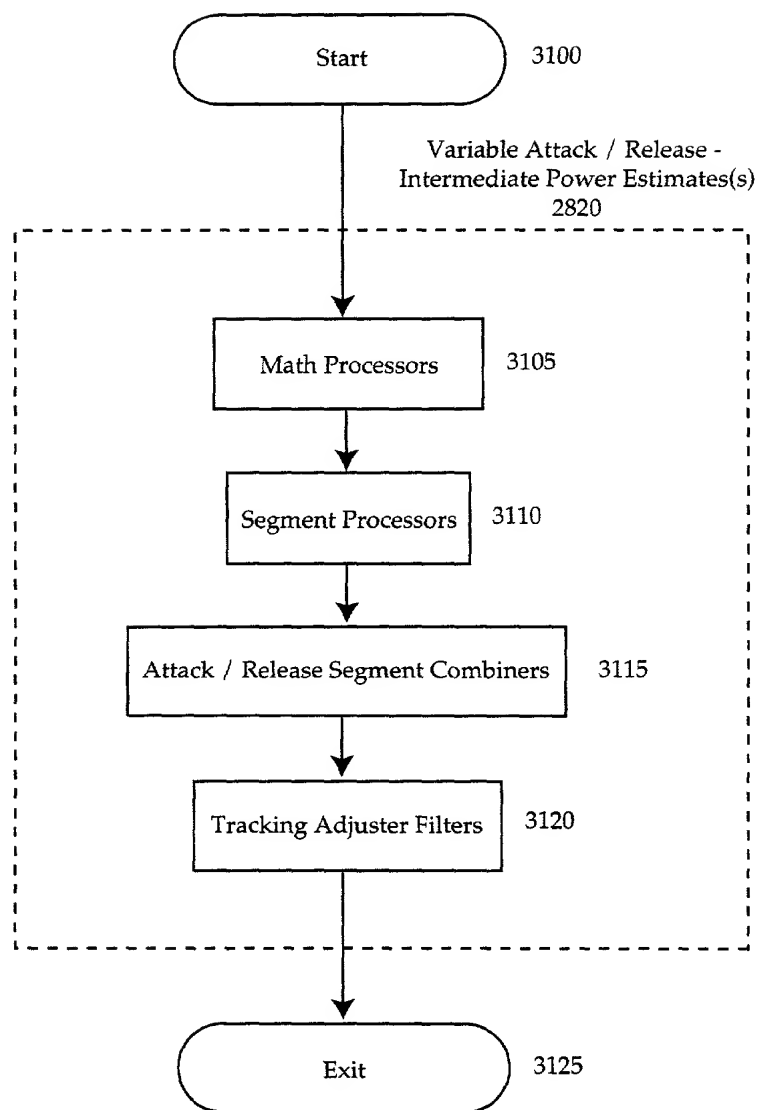 Start 3100
Variable Attack / Release -
Intermediate Power Estimates(s)
2820
Math Processors 3105
Segment Processors 3110
Attack / Release Segment Combiners 3115
Tracking Adjuster Filters 3120
Exit 3125